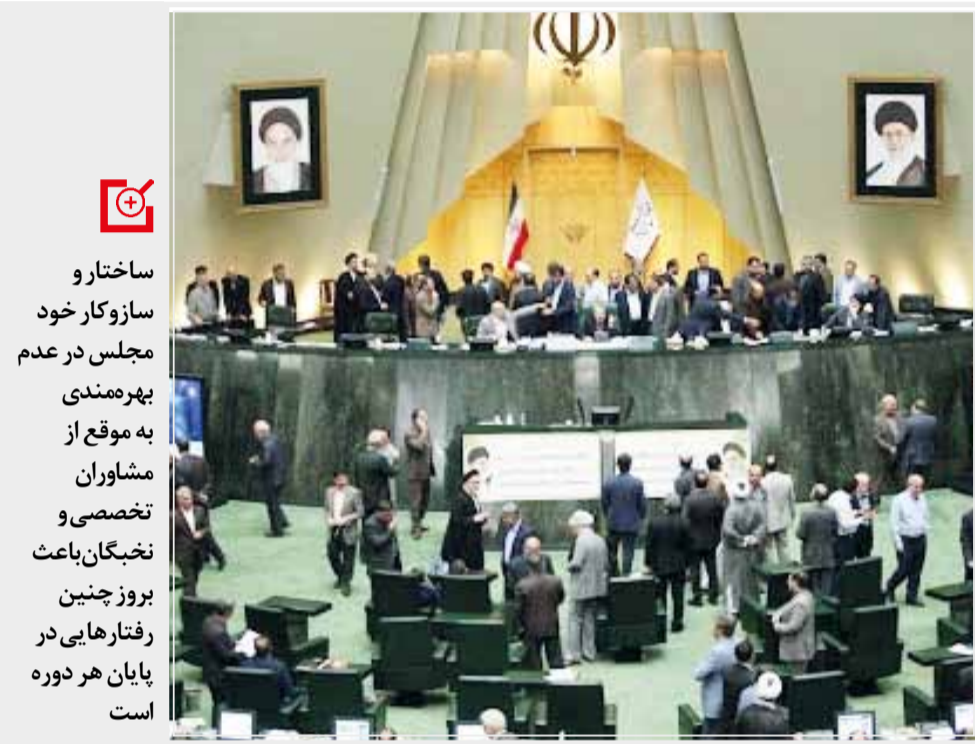 ساختار و
سازوکار خود
مجلس در عدم
بهره‌مندی
به موقع از
مشاوران
تخصصی و
نخبگان باعث
بروز چنین
رفتارهایی در
پایان هر دوره
است